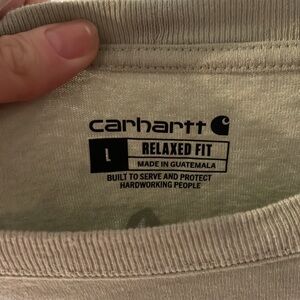 carhartt
L RELAXED FIT
MADE IN GUATEMALA
BUILT TO SERVE AND PROTECT
HARDWORKING PEOPLE